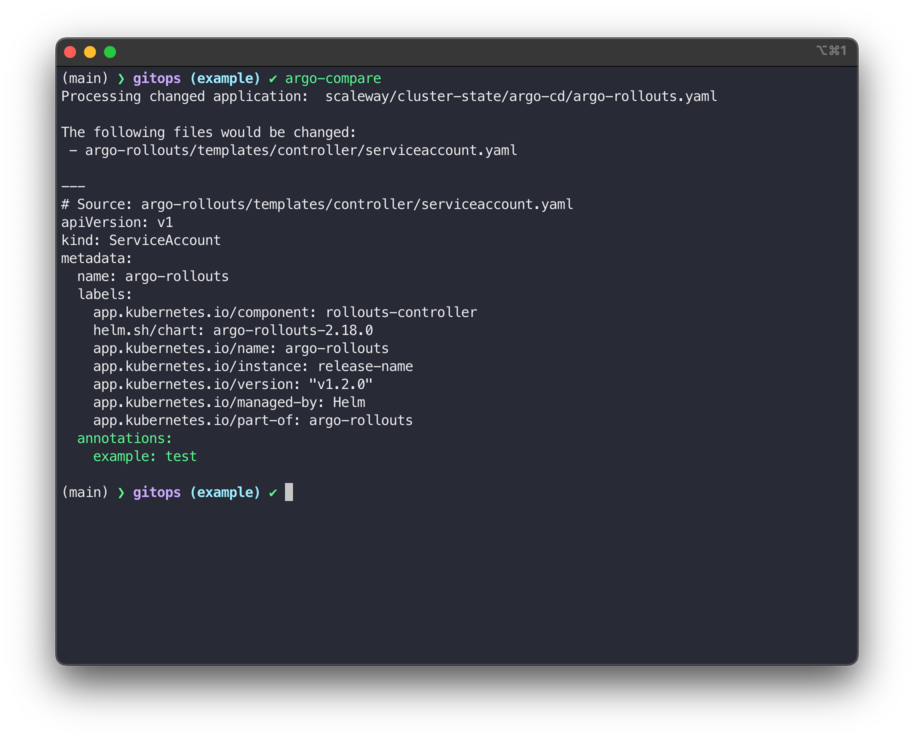 ⌥⌘1
(main) ❯ gitops (example) ✔ argo-compare
Processing changed application:  scaleway/cluster-state/argo-cd/argo-rollouts.yaml

The following files would be changed:
 - argo-rollouts/templates/controller/serviceaccount.yaml

---
# Source: argo-rollouts/templates/controller/serviceaccount.yaml
apiVersion: v1
kind: ServiceAccount
metadata:
  name: argo-rollouts
  labels:
    app.kubernetes.io/component: rollouts-controller
    helm.sh/chart: argo-rollouts-2.18.0
    app.kubernetes.io/name: argo-rollouts
    app.kubernetes.io/instance: release-name
    app.kubernetes.io/version: "v1.2.0"
    app.kubernetes.io/managed-by: Helm
    app.kubernetes.io/part-of: argo-rollouts
  annotations:
    example: test

(main) ❯ gitops (example) ✔